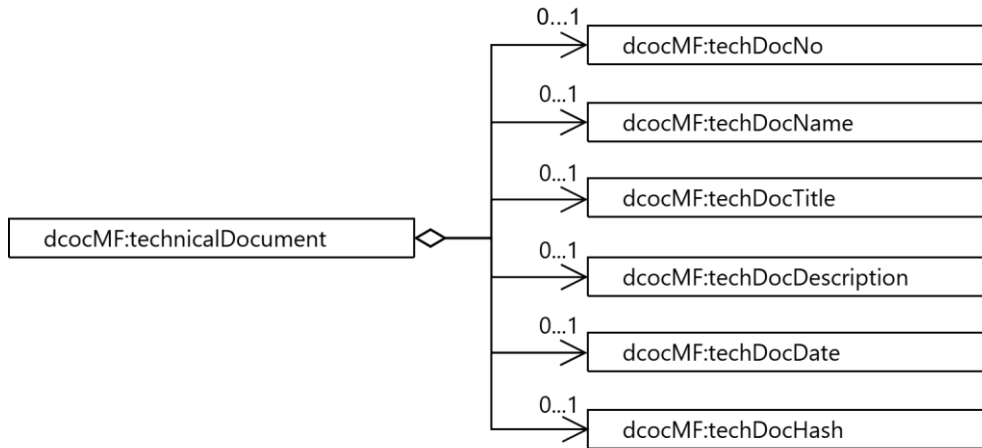 0...1
dcocMF:techDocNo
0...1
dcocMF:techDocName
0...1
dcocMF:techDocTitle
dcocMF:technicalDocument
0...1
dcocMF:techDocDescription
0...1
dcocMF:techDocDate
0...1
dcocMF:techDocHash